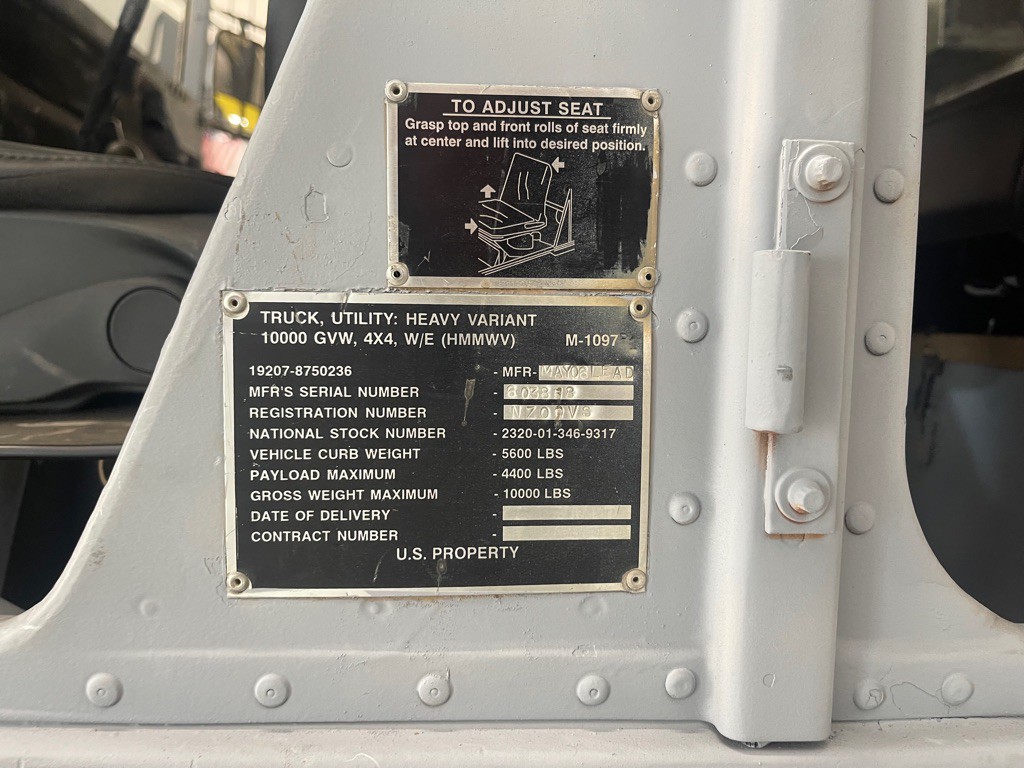 TO ADJUST SEAT
Grasp top and front rolls of seat firmly
at center and lift into desired position.
TRUCK, UTILITY: HEAVY VARIANT
10000 GVW, 4X4, W/E (HMMWV) M-1097
19207-8750236 - MFR-
MFR'S SERIAL NUMBER -
REGISTRATION NUMBER -
NATIONAL STOCK NUMBER - 2320-01-346-9317
VEHICLE CURB WEIGHT - 5600 LBS
PAYLOAD MAXIMUM - 4400 LBS
GROSS WEIGHT MAXIMUM - 10000 LBS
DATE OF DELIVERY -
CONTRACT NUMBER -
U.S. PROPERTY